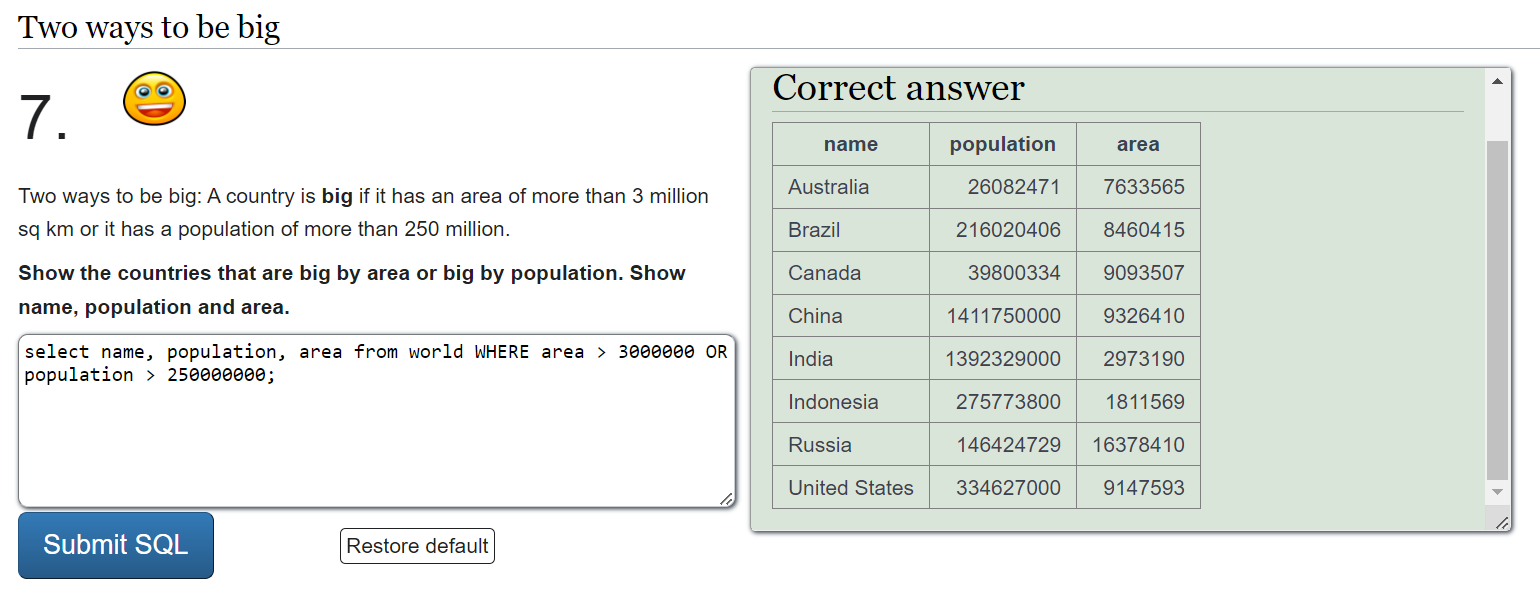 Two ways to be big
7.
Two ways to be big: A country is big if it has an area of more than 3 million
sq km or it has a population of more than 250 million.
Show the countries that are big by area or big by population. Show
name, population and area.
select name, population, area from world WHERE area > 3000000 OR
population > 250000000;
Submit SQL
Restore default
Correct answer
name population area
Australia 26082471 7633565
Brazil 216020406 8460415
Canada 39800334 9093507
China 1411750000 9326410
India 1392329000 2973190
Indonesia 275773800 1811569
Russia 146424729 16378410
United States 334627000 9147593